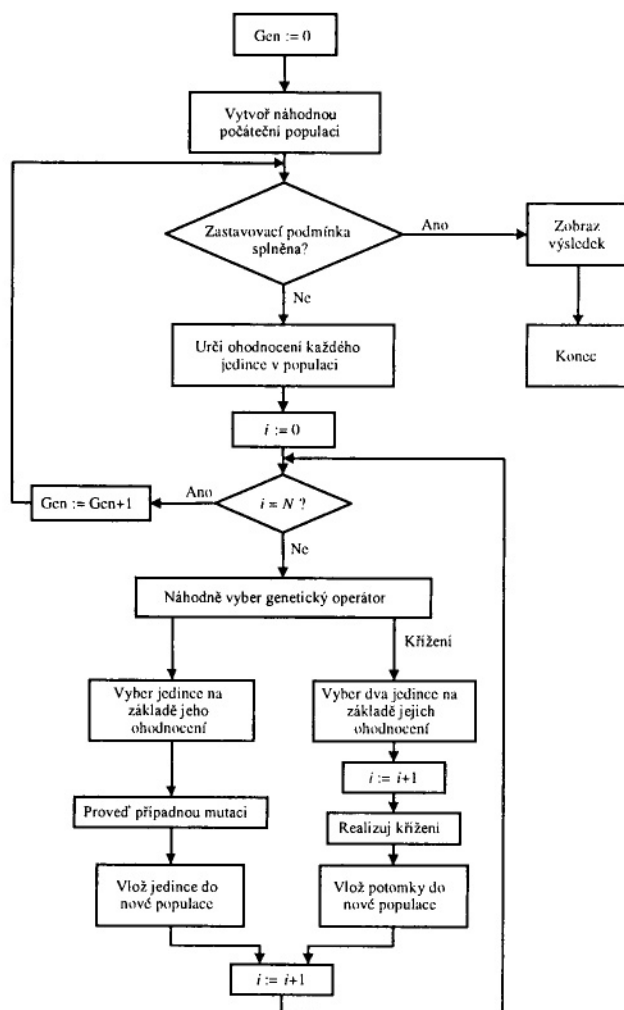 Gen := 0
Vytvoř náhodnou
počáteční populaci
Zastavovací podmínka
splněna?
Ano
Zobraz
výsledek
Ne
Konec
Urči ohodnocení každého
jedince v populaci
i := 0
Gen := Gen+1
Ano
i = N ?
Ne
Náhodně vyber genetický operátor
Křížení
Vyber jedince na
základě jeho
ohodnocení
Vyber dva jedince na
základě jejich
ohodnocení
i := i+1
Proveď případnou mutaci
Realizuj křížení
Vlož jedince do
nové populace
Vlož potomky do
nové populace
i := i+1